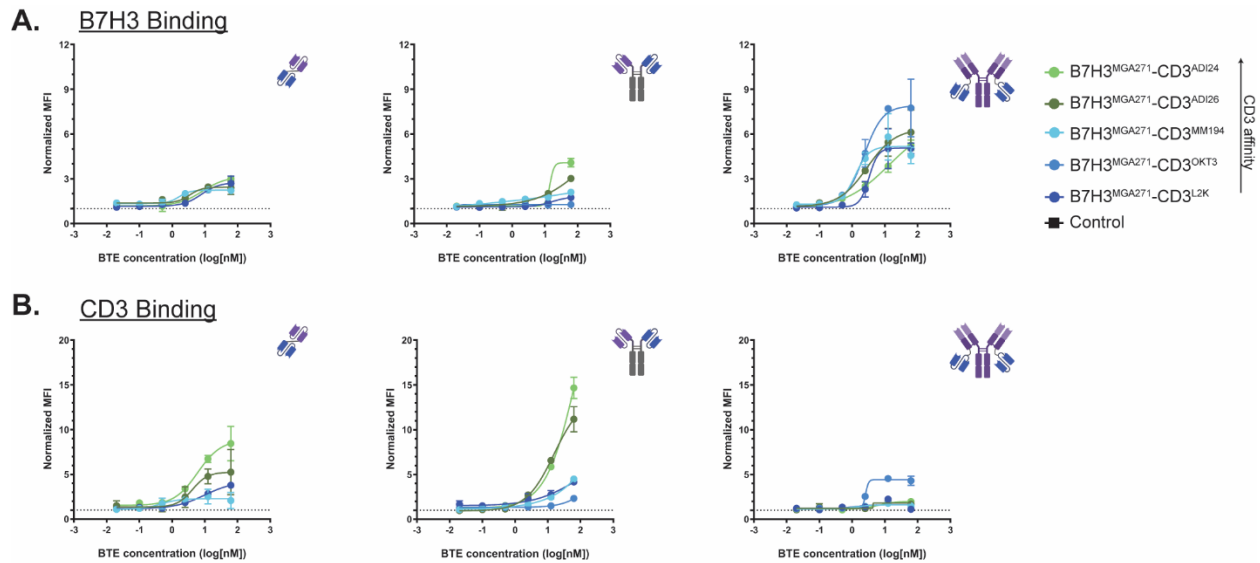 A. B7H3 Binding
12
9
6
3
0
Normalized MFI
-3 -2 -1 0 1 2 3
BTE concentration (log[nM])
12
9
6
3
0
Normalized MFI
-3 -2 -1 0 1 2 3
BTE concentration (log[nM])
12
9
6
3
0
Normalized MFI
-3 -2 -1 0 1 2 3
BTE concentration (log[nM])
B7H3MGA271-CD3ADI24
B7H3MGA271-CD3ADI26
B7H3MGA271-CD3MM194
B7H3MGA271-CD3OKT3
B7H3MGA271-CD3L2K
Control
CD3 affinity
B. CD3 Binding
20
15
10
5
0
Normalized MFI
-3 -2 -1 0 1 2 3
BTE concentration (log[nM])
20
15
10
5
0
Normalized MFI
-3 -2 -1 0 1 2 3
BTE concentration (log[nM])
20
15
10
5
0
Normalized MFI
-3 -2 -1 0 1 2 3
BTE concentration (log[nM])